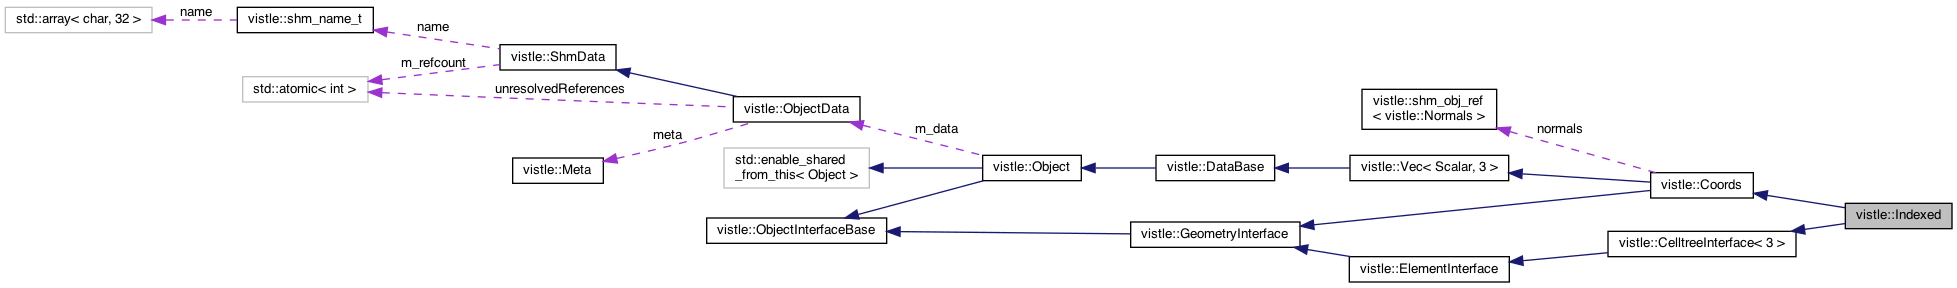 std::array< char, 32 >
name
vistle::shm_name_t
name
vistle::ShmData
m_refcount
std::atomic< int >
unresolvedReferences
vistle::ObjectData
meta
vistle::Meta
m_data
std::enable_shared
_from_this< Object >
vistle::Object
vistle::ObjectInterfaceBase
vistle::DataBase
vistle::shm_obj_ref
< vistle::Normals >
normals
vistle::Vec< Scalar, 3 >
vistle::Coords
vistle::GeometryInterface
vistle::Indexed
vistle::CelltreeInterface< 3 >
vistle::ElementInterface